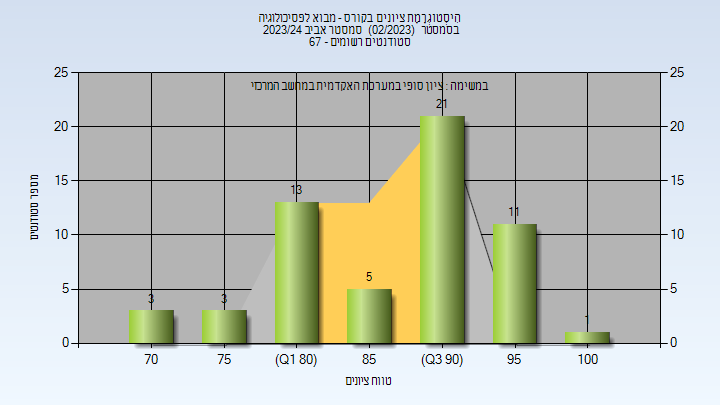 היסטוגרמת ציונים בקורס - מבוא לפסיכולוגיה
בסמסטר (02/2023) סמסטר אביב 2023/24
סטודנטים רשומים - 67
במשימה : ציון סופי במערכת האקדמית במחשב המרכזי
מספר סטודנטים
25 25
20 20
15 15
10 10
5 5
0 0
3 3 13 5 21 11 1
70 75 (Q1 80) 85 (Q3 90) 95 100
טווח ציונים